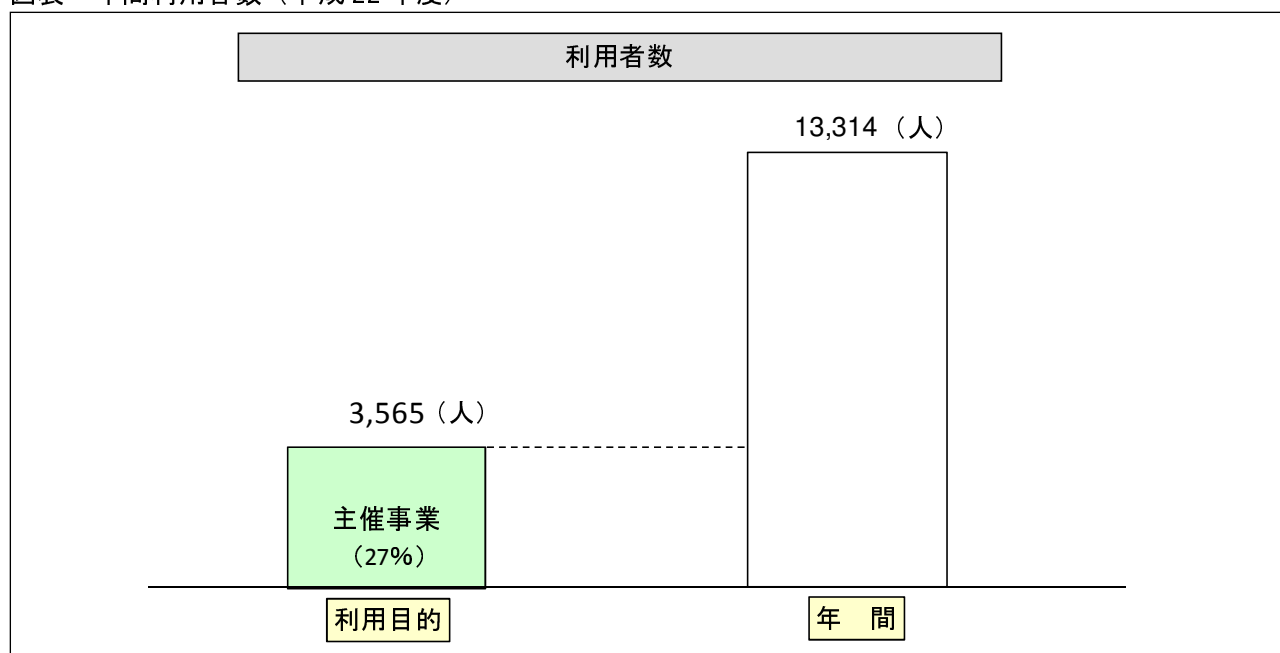 利用者数
13,314（人）
3,565（人）
主催事業
（27%）
利用目的
年　間